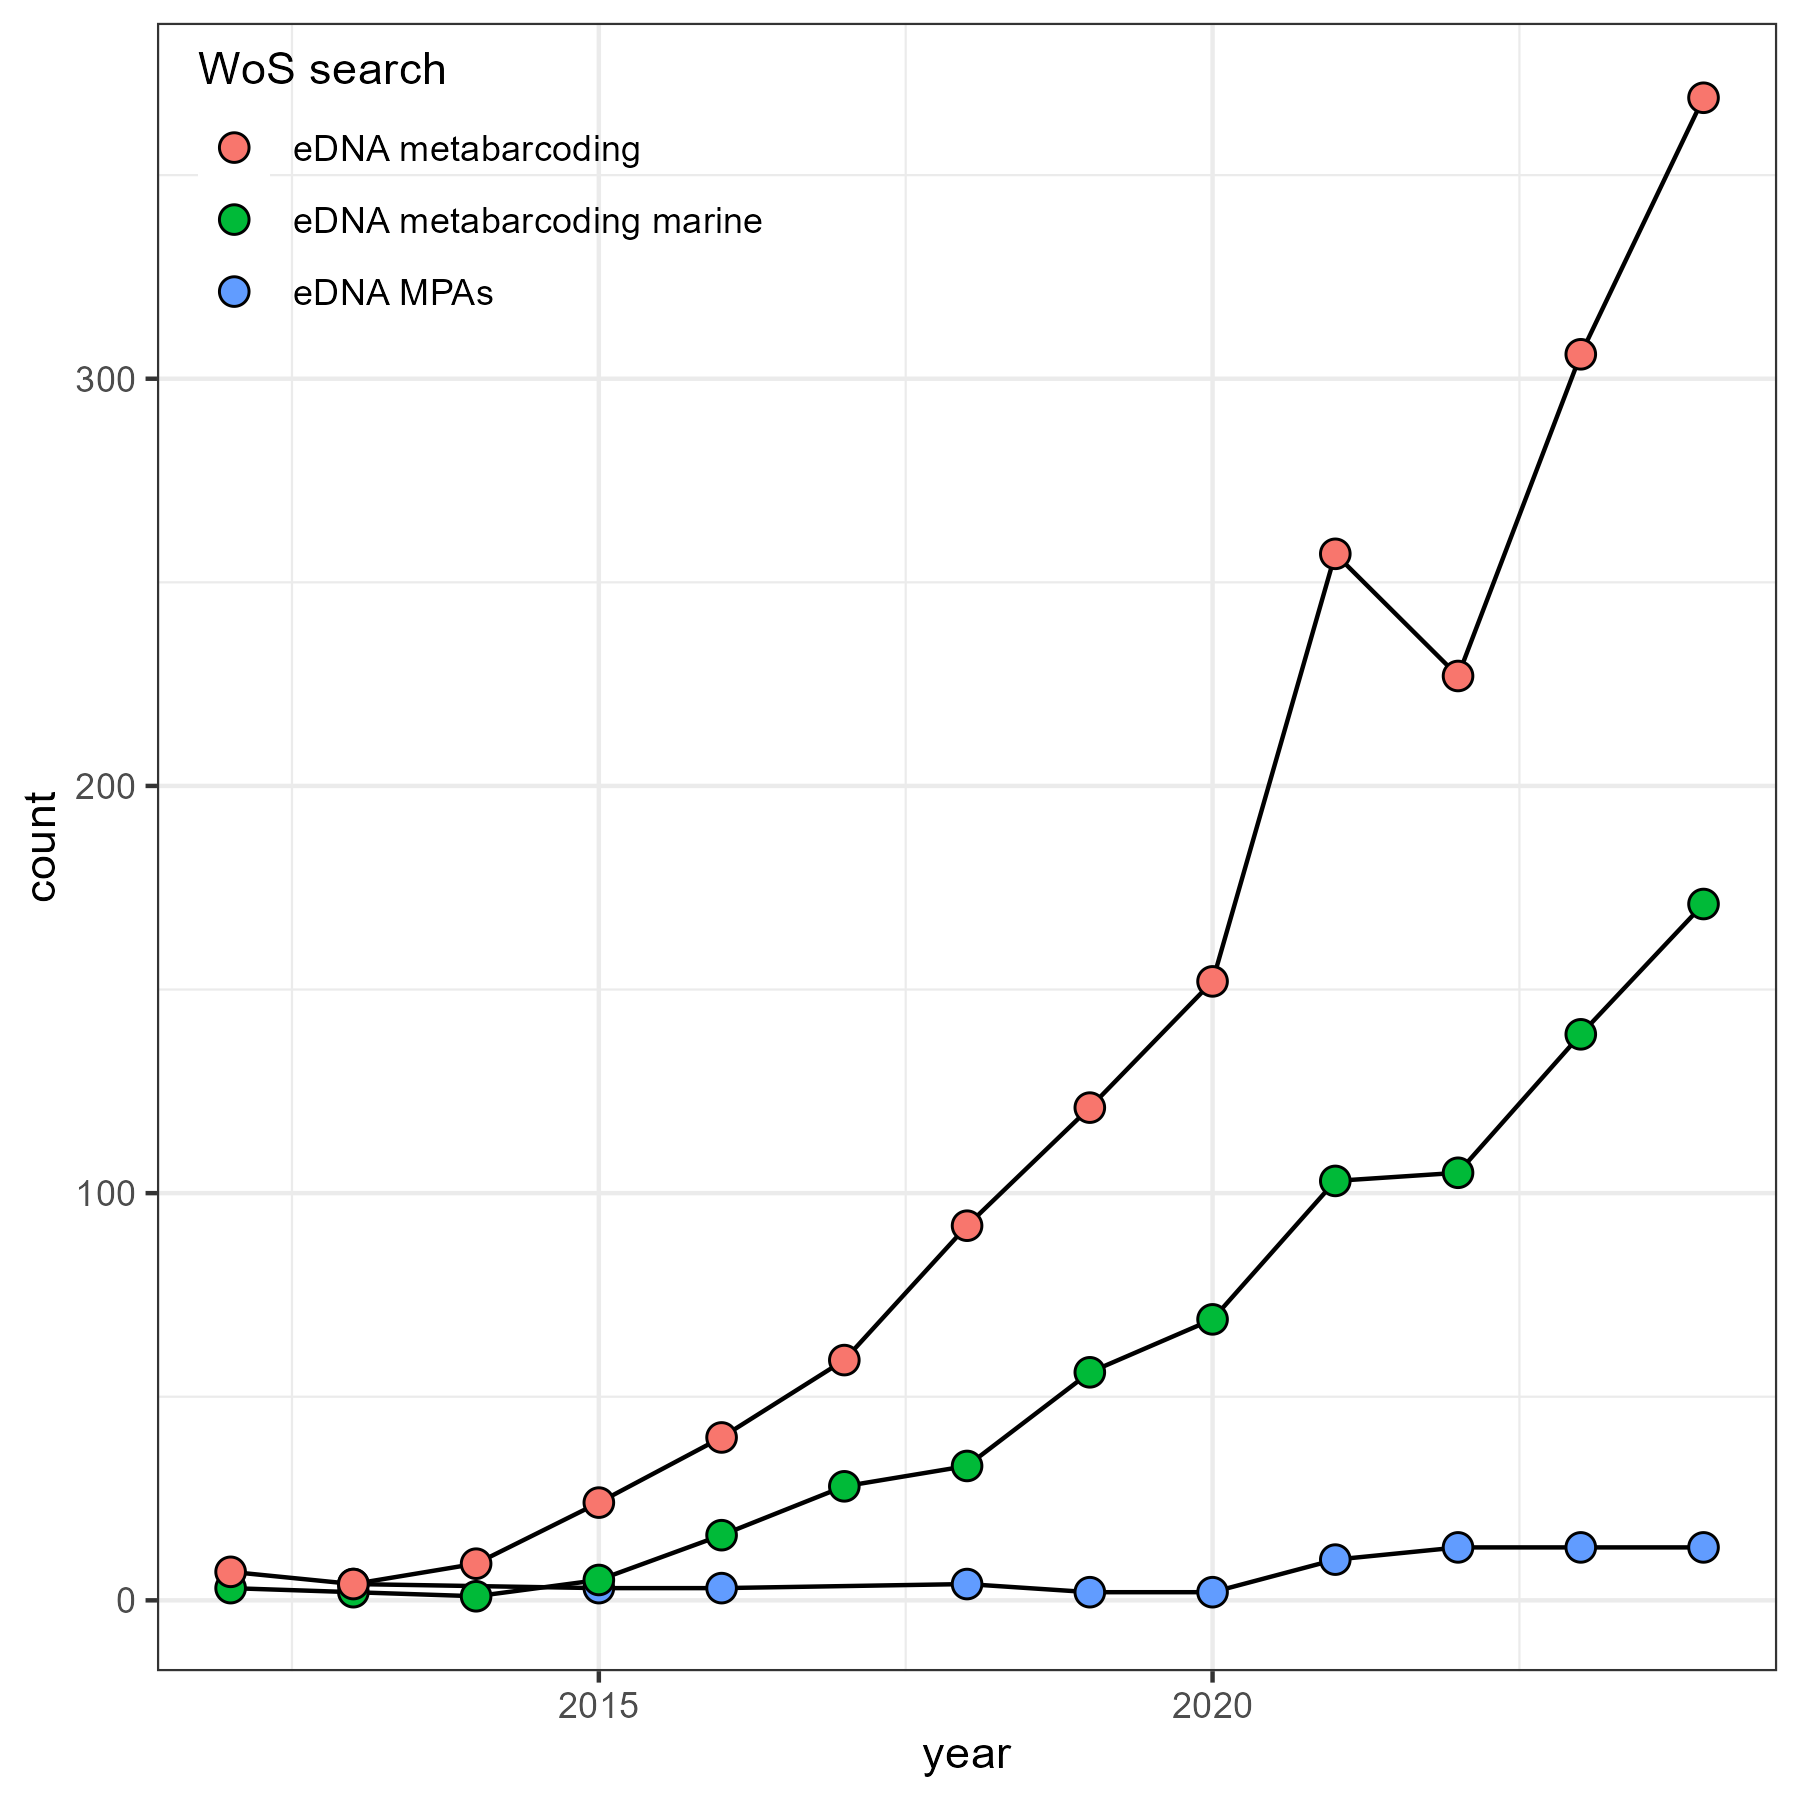 WoS search
eDNA metabarcoding
eDNA metabarcoding marine
eDNA MPAs
300
200
100
0
count
2015
2020
year